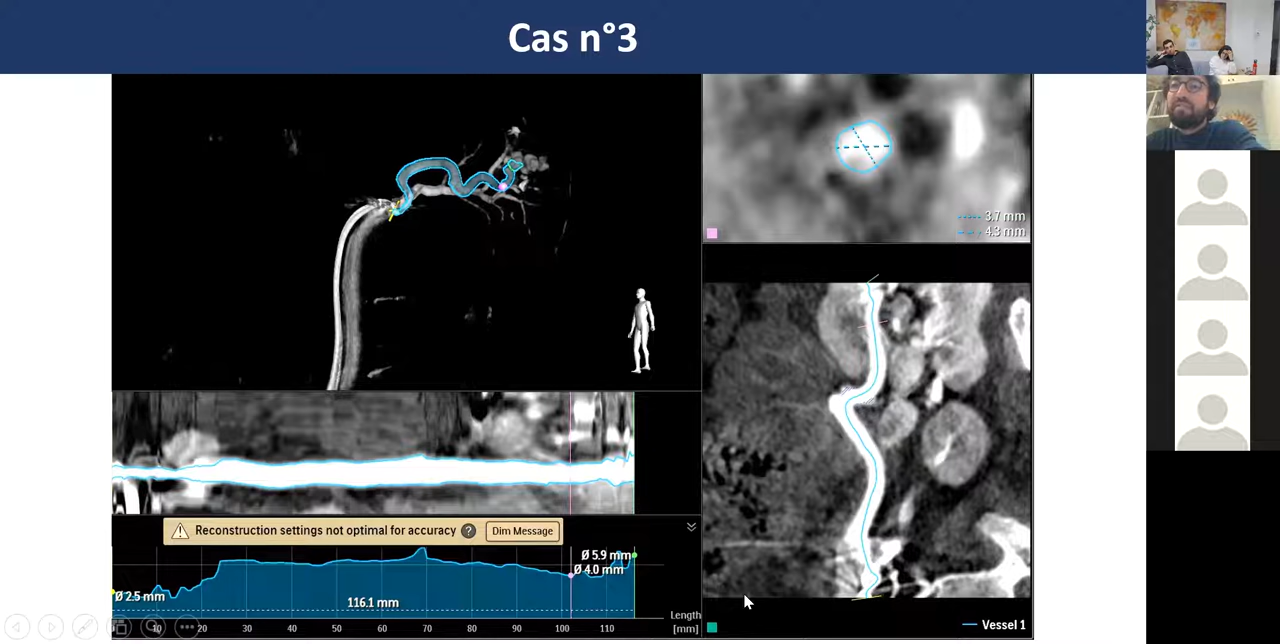 Cas n°3
3.7 mm
4.3 mm
Reconstruction settings not optimal for accuracy ? Dim Message
Ø 5.9 mm
Ø 4.0 mm
Ø 2.5 mm
116.1 mm
10 20 30 40 50 60 70 80 90 100 110
Length
[mm]
Vessel 1